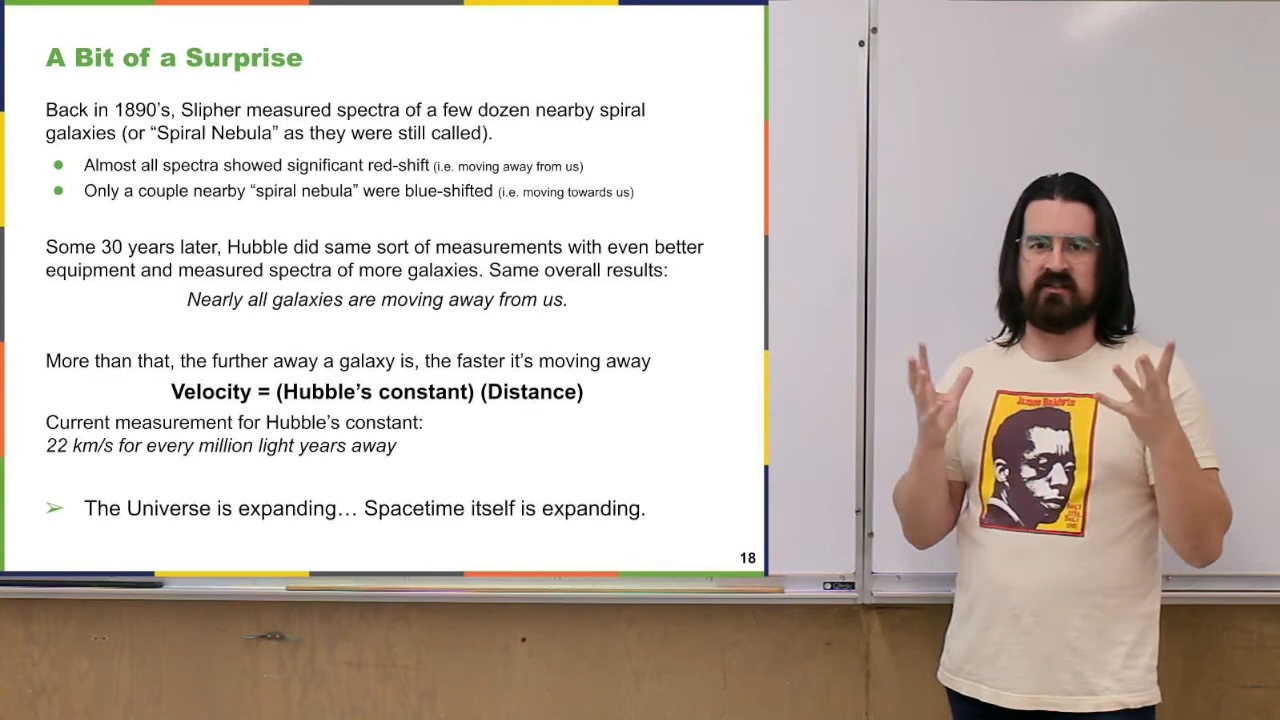 A Bit of a Surprise
Back in 1890's, Slipher measured spectra of a few dozen nearby spiral
galaxies (or “Spiral Nebula” as they were still called).
● Almost all spectra showed significant red-shift (i.e. moving away from us)
● Only a couple nearby “spiral nebula” were blue-shifted (i.e. moving towards us)
Some 30 years later, Hubble did same sort of measurements with even better
equipment and measured spectra of more galaxies. Same overall results:
Nearly all galaxies are moving away from us.
More than that, the further away a galaxy is, the faster it's moving away
Velocity = (Hubble's constant) (Distance)
Current measurement for Hubble's constant:
22 km/s for every million light years away
➢ The Universe is expanding… Spacetime itself is expanding.
18
James Baldwin